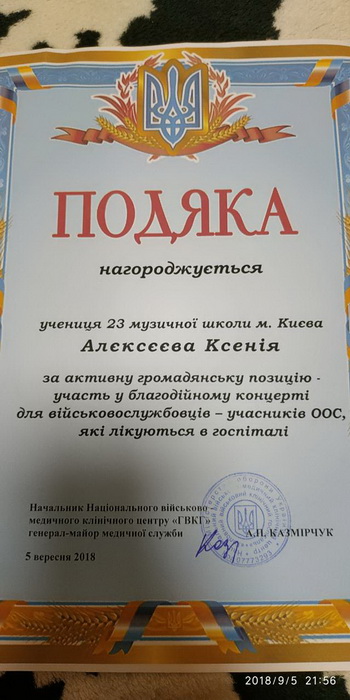 ПОДЯКА
нагороджується
учениця 23 музичної школи м. Києва
Алєксєєва Ксенія
за активну громадянську позицію -
участь у благодійному концерті
для військовослужбовців – учасників ООС,
які лікуються в госпіталі
Начальник Національного військово-
медичного клінічного центру «ГВКГ»
генерал-майор медичної служби
А.П. КАЗМІРЧУК
5 вересня 2018
2018/9/5 21:56